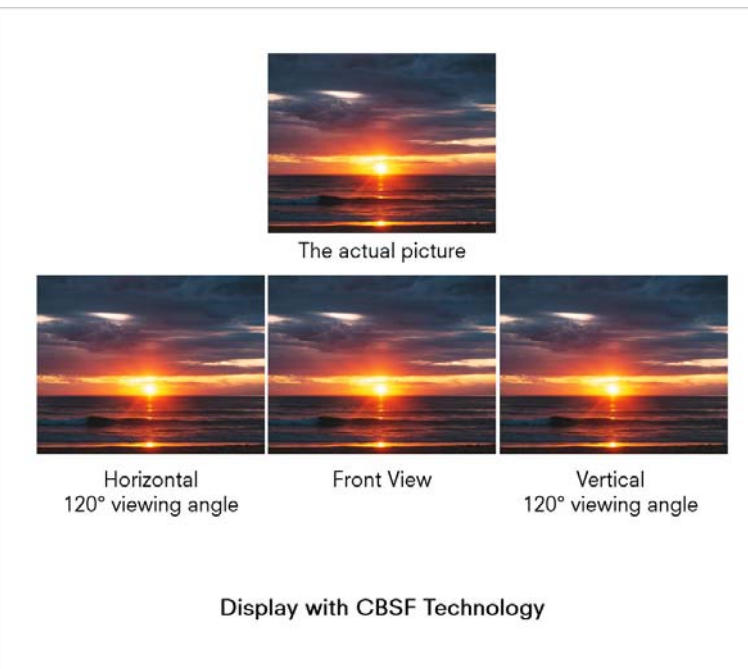 The actual picture
Horizontal
120° viewing angle
Front View
Vertical
120° viewing angle
Display with CBSF Technology